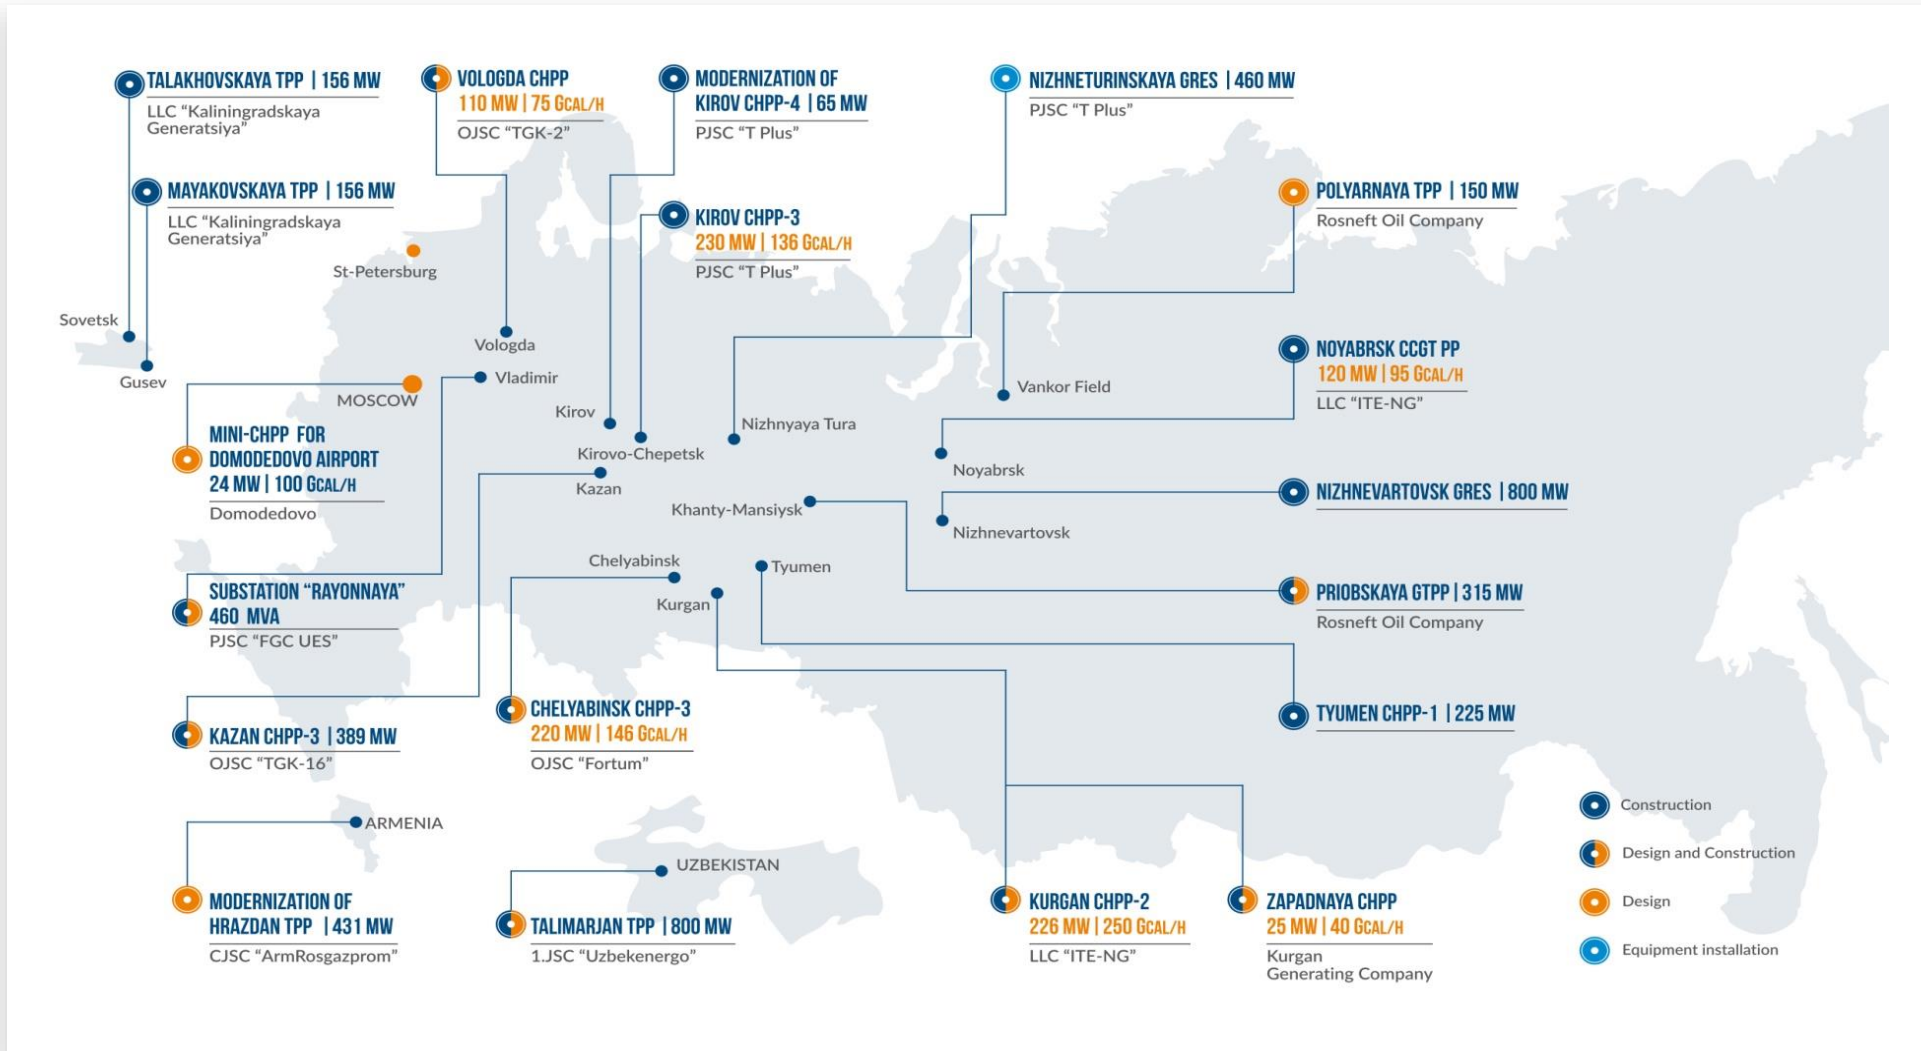 TALAKHOVSKAYA TPP | 156 MW
LLC “Kaliningradskaya
Generatsiya”
VOLOGDA CHPP
110 MW | 75 GCAL/H
OJSC “TGK-2”
MODERNIZATION OF
KIROV CHPP-4 | 65 MW
PJSC “T Plus”
NIZHNETURINSKAYA GRES | 460 MW
PJSC “T Plus”
MAYAKOVSKAYA TPP | 156 MW
LLC “Kaliningradskaya
Generatsiya”
KIROV CHPP-3
230 MW | 136 GCAL/H
PJSC “T Plus”
POLYARNAYA TPP | 150 MW
Rosneft Oil Company
St-Petersburg
Sovetsk
Gusev
Vologda
Vladimir
MOSCOW
Kirov
Kirovo-Chepetsk
Kazan
Nizhnyaya Tura
Vankor Field
NOYABRSK CCGT PP
120 MW | 95 GCAL/H
LLC “ITE-NG”
MINI-CHPP FOR
DOMODEDOVO AIRPORT
24 MW | 100 GCAL/H
Domodedovo
Noyabrsk
Khanty-Mansiysk
Nizhnevartovsk
NIZHNEVARTOVSK GRES | 800 MW
Chelyabinsk
Tyumen
Kurgan
SUBSTATION “RAYONNAYA”
460 MVA
PJSC “FGC UES”
PRIOBSKAYA GTPP | 315 MW
Rosneft Oil Company
KAZAN CHPP-3 | 389 MW
OJSC “TGK-16”
CHELYABINSK CHPP-3
220 MW | 146 GCAL/H
OJSC “Fortum”
TYUMEN CHPP-1 | 225 MW
ARMENIA
UZBEKISTAN
MODERNIZATION OF
HRAZDAN TPP | 431 MW
CJSC “ArmRosgazprom”
TALIMARJAN TPP | 800 MW
1.JSC “Uzbekenergo”
KURGAN CHPP-2
226 MW | 250 GCAL/H
LLC “ITE-NG”
ZAPADNAYA CHPP
25 MW | 40 GCAL/H
Kurgan
Generating Company
Construction
Design and Construction
Design
Equipment installation